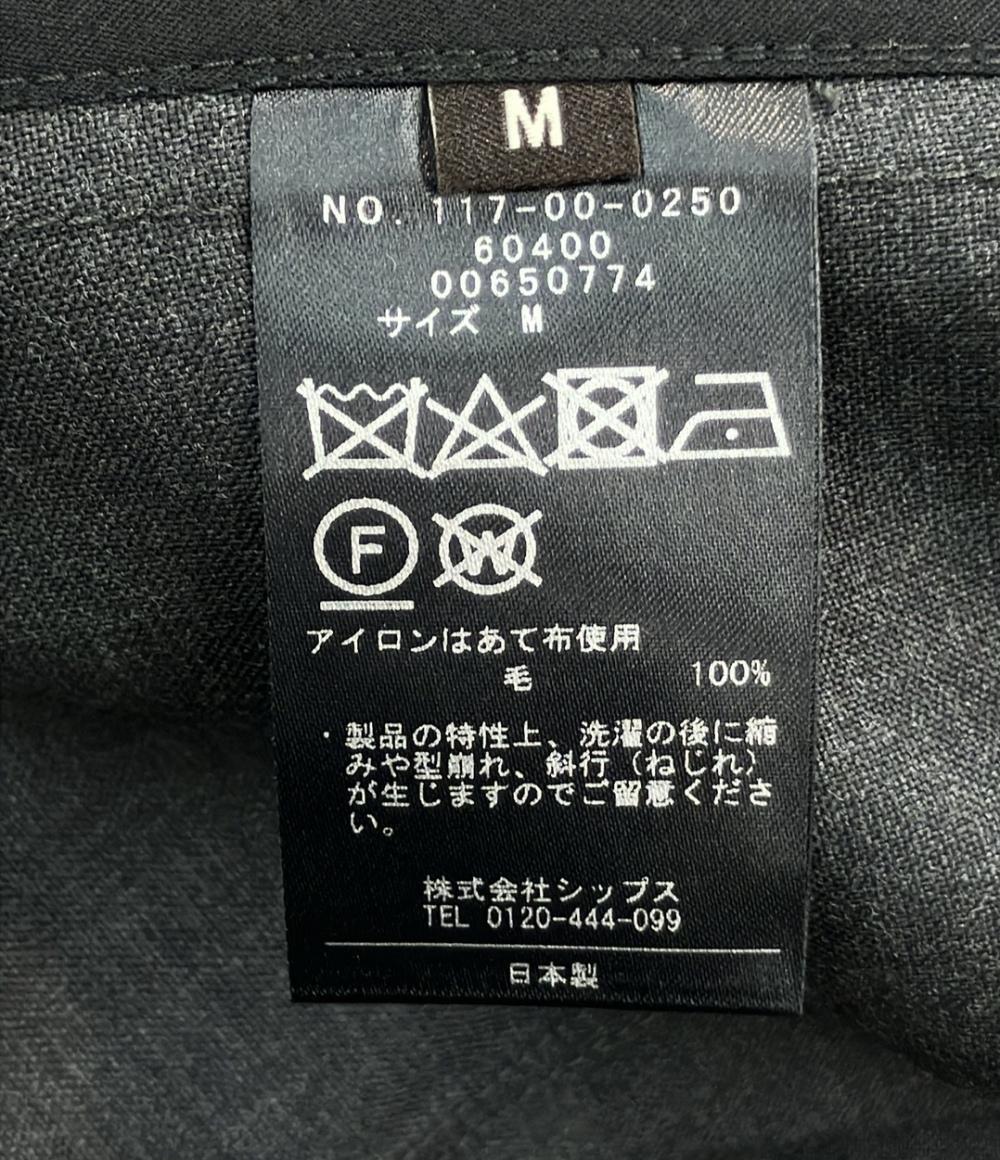 M
NO. 117-00-0250
60400
00650774
サイズ M
F
W
アイロンはあて布使用
毛 100%
・製品の特性上、洗濯の後に縮
みや型崩れ、斜行（ねじれ）
が生じますのでご留意くださ
い。
株式会社シップス
TEL 0120-444-099
日本製